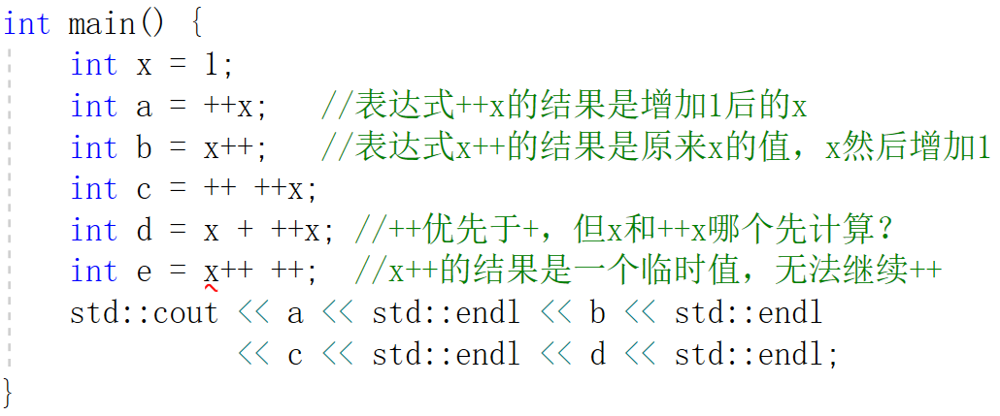 int main() {
int x = 1;
int a = ++x; //表达式++x的结果是增加1后的x
int b = x++; //表达式x++的结果是原来x的值，x然后增加1
int c = ++ ++x;
int d = x + ++x; //++优先于+，但x和++x哪个先计算？
int e = x++ ++; //x++的结果是一个临时值，无法继续++
std::cout << a << std::endl << b << std::endl
<< c << std::endl << d << std::endl;
}